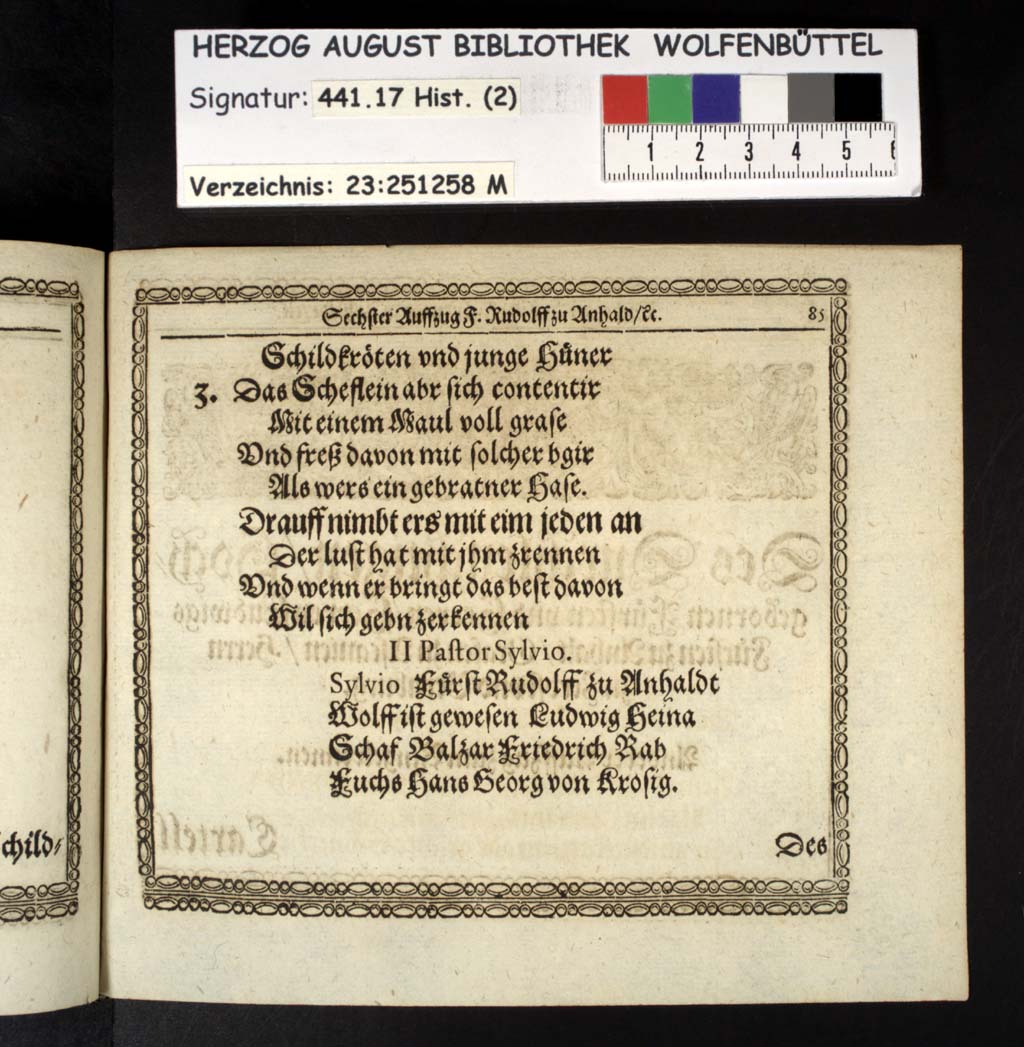 HERZOG AUGUST BIBLIOTHEK WOLFENBÜTTEL
Signatur: 441.17 Hist. (2)
1 2 3 4 5 6
Verzeichnis: 23:251258 M
Sechster Auffzug F. Rudolff zu Anhald/ꝛc. 85
Schildkröten vnd junge Hüner
3. Das Scheflein abr sich contentir
Mit einem Maul voll grase
Vnd freß davon mit solcher bgir
Als wers ein gebratner Hase.
Drauff nimbt ers mit eim jeden an
Der lust hat mit jhm zrennen
Vnd wenn er bringt das best davon
Wil sich gebn zerkennen
II Pastor Sylvio.
Sylvio Fürst Rudolff zu Anhaldt
Wolff ist gewesen Ludwig Heina
Schaf Balzar Friedrich Rab
Fuchs Hans Georg von Krosig.
child-
Des